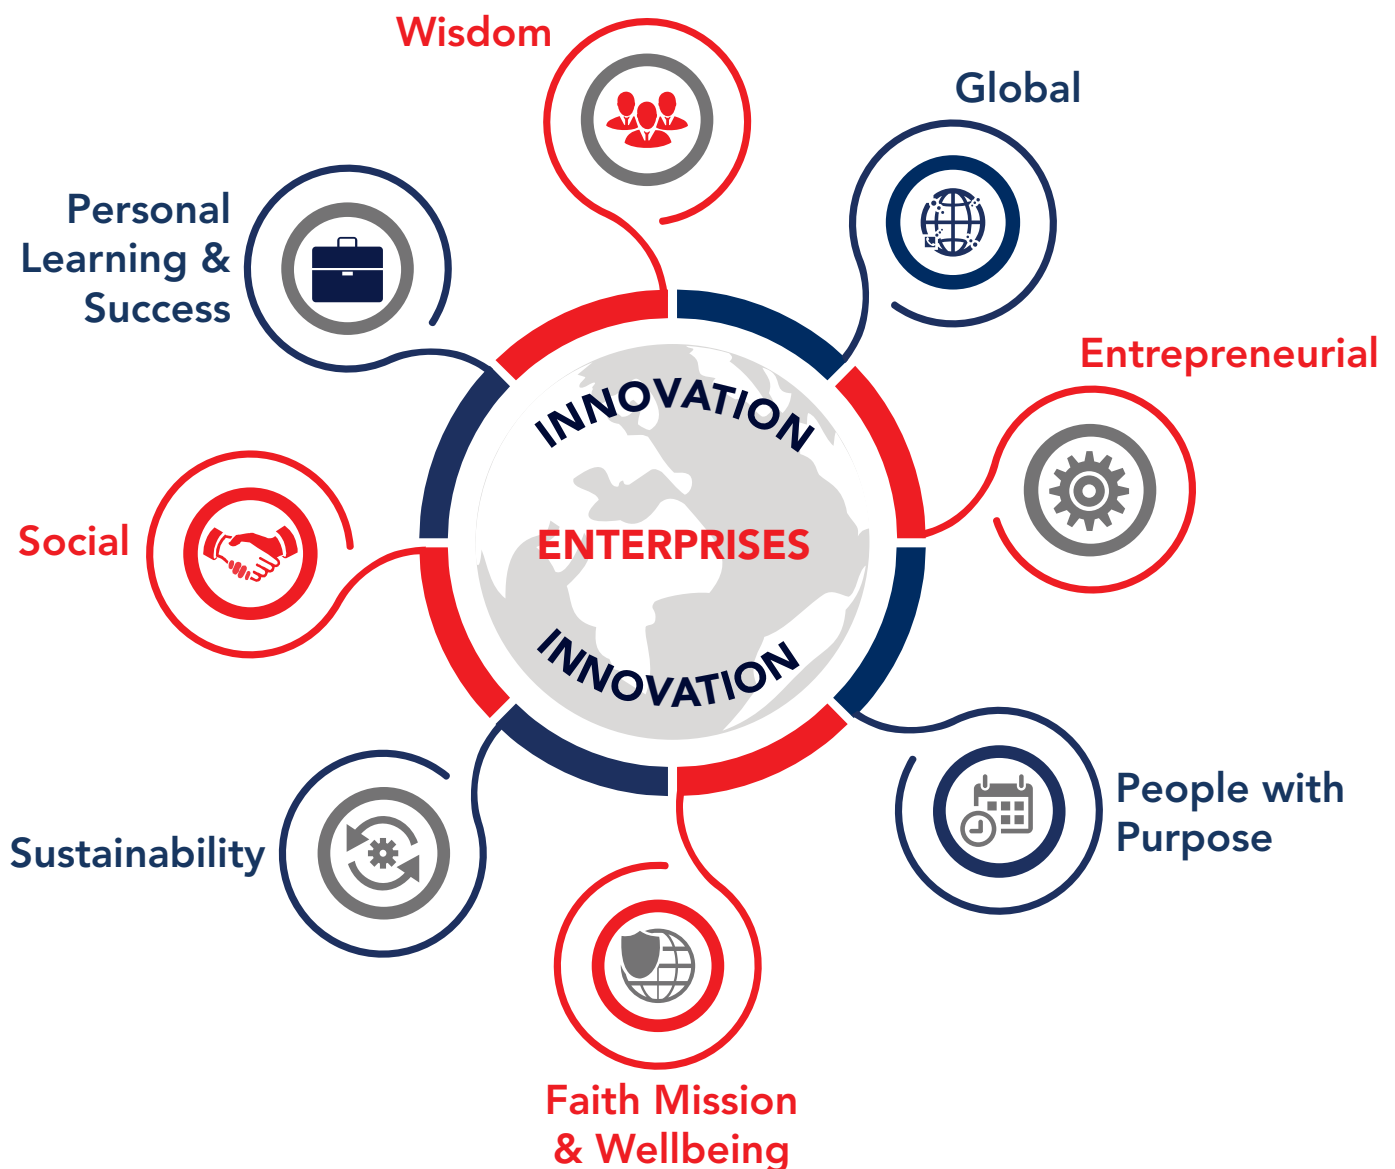 Wisdom
Global
Personal
Learning &
Success
Entrepreneurial
INNOVATION
ENTERPRISES
INNOVATION
Social
People with
Purpose
Sustainability
Faith Mission
& Wellbeing